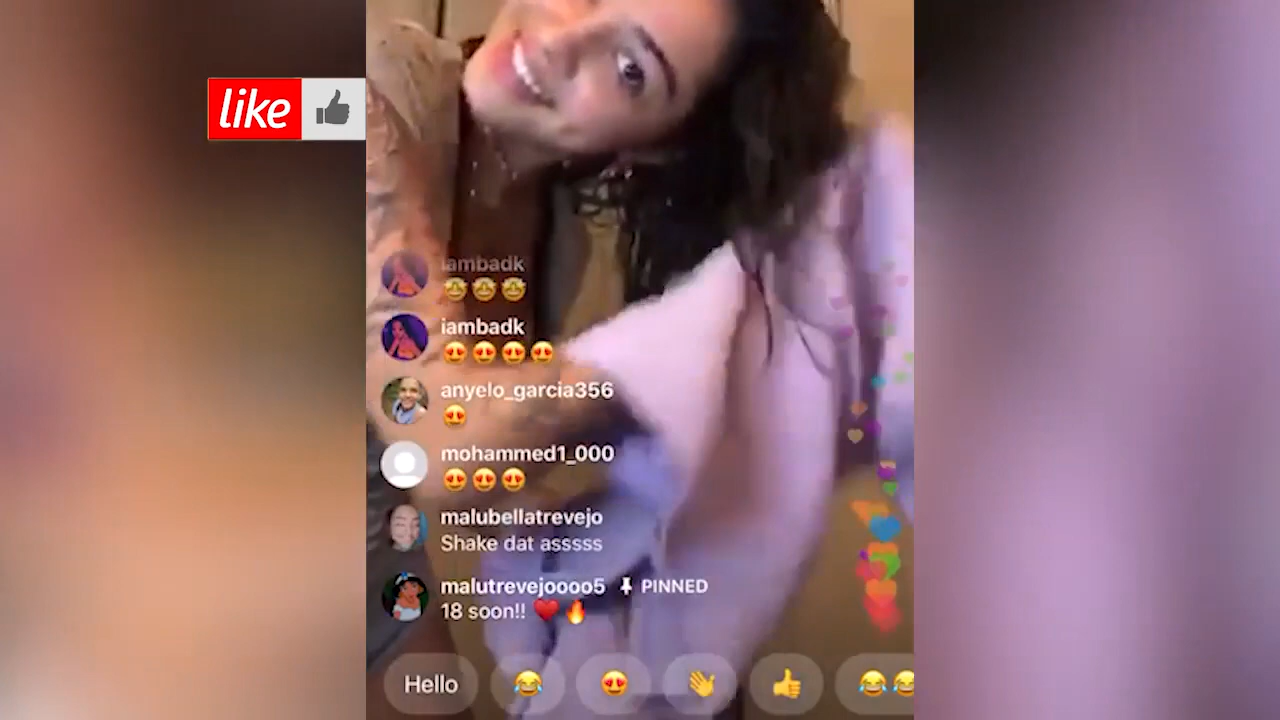 like
iambadk
🤩🤩🤩
iambadk
😍😍😍😍
anyelo_garcia356
😍
mohammed1_000
😍😍😍
malubellatrevejo
Shake dat asssss
malutrevejoooo5 PINNED
18 soon!! ❤️🔥
Hello 😂 😍 👋 👍 😂😂